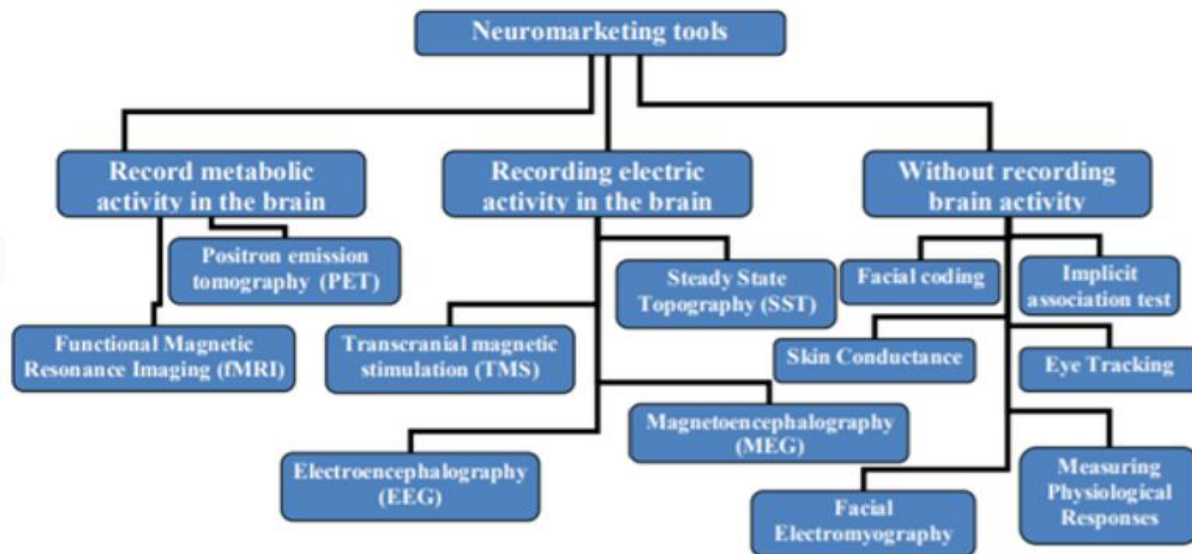 Neuromarketing tools
Record metabolic
activity in the brain
Recording electric
activity in the brain
Without recording
brain activity
Positron emission
tomography (PET)
Functional Magnetic
Resonance Imaging (fMRI)
Steady State
Topography (SST)
Transcranial magnetic
stimulation (TMS)
Magnetoencephalography
(MEG)
Electroencephalography
(EEG)
Facial coding
Implicit
association test
Skin Conductance
Eye Tracking
Measuring
Physiological
Responses
Facial
Electromyography